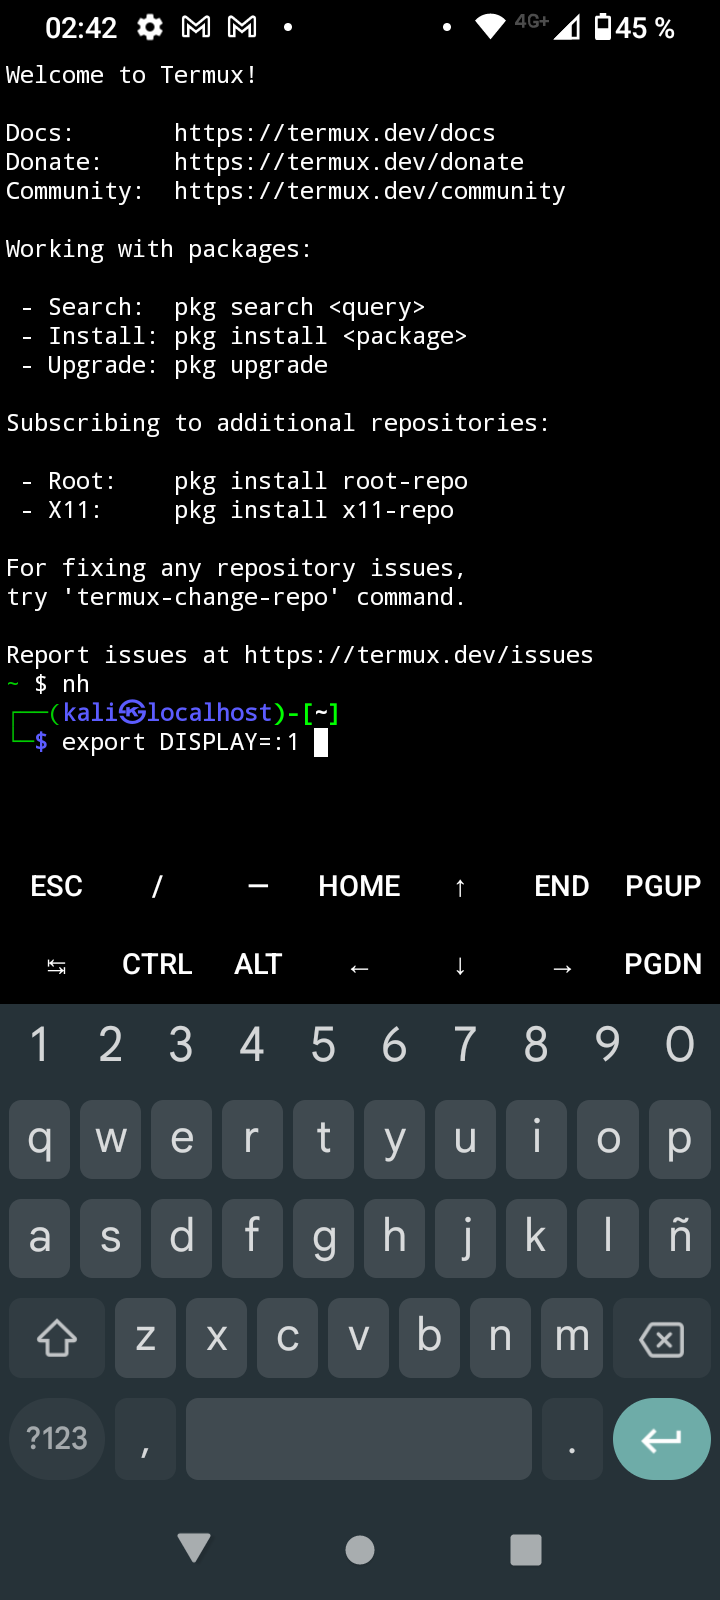 02:42 4G+ 45 %
Welcome to Termux!
Docs: https://termux.dev/docs
Donate: https://termux.dev/donate
Community: https://termux.dev/community
Working with packages:
- Search: pkg search <query>
- Install: pkg install <package>
- Upgrade: pkg upgrade
Subscribing to additional repositories:
- Root: pkg install root-repo
- X11: pkg install x11-repo
For fixing any repository issues,
try 'termux-change-repo' command.
Report issues at https://termux.dev/issues
~ $ nh
┌──(kali㉿localhost)-[~]
└─$ export DISPLAY=:1
ESC / — HOME ↑ END PGUP
↹ CTRL ALT ← ↓ → PGDN
1 2 3 4 5 6 7 8 9 0
q w e r t y u i o p
a s d f g h j k l ñ
z x c v b n m
?123 , .